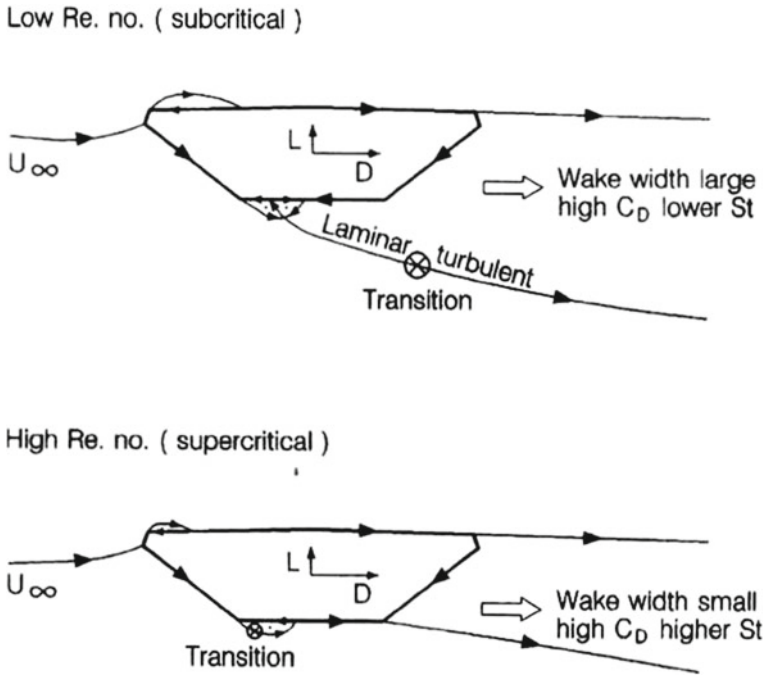 Low Re. no. ( subcritical )
L
D
U∞
Wake width large
high CD lower St
Laminar turbulent
Transition
High Re. no. ( supercritical )
L
D
U∞
Wake width small
high CD higher St
Transition